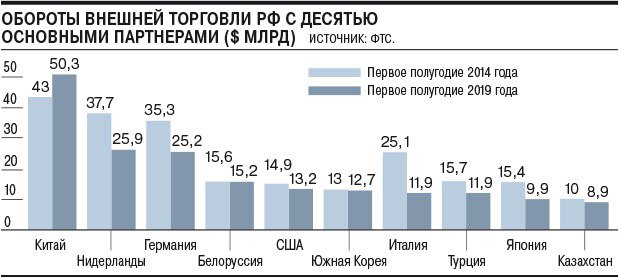 ОБОРОТЫ ВНЕШНЕЙ ТОРГОВЛИ РФ С ДЕСЯТЬЮ
ОСНОВНЫМИ ПАРТНЕРАМИ ($ МЛРД) ИСТОЧНИК: ФТС.
50
40
30
20
10
0
Первое полугодие 2014 года
Первое полугодие 2019 года
43 50,3
37,7 25,9
35,3 25,2
15,6 15,2
14,9 13,2
13 12,7
25,1 11,9
15,7 11,9
15,4 9,9
10 8,9
Китай
Нидерланды
Германия
Белоруссия
США
Южная Корея
Италия
Турция
Япония
Казахстан